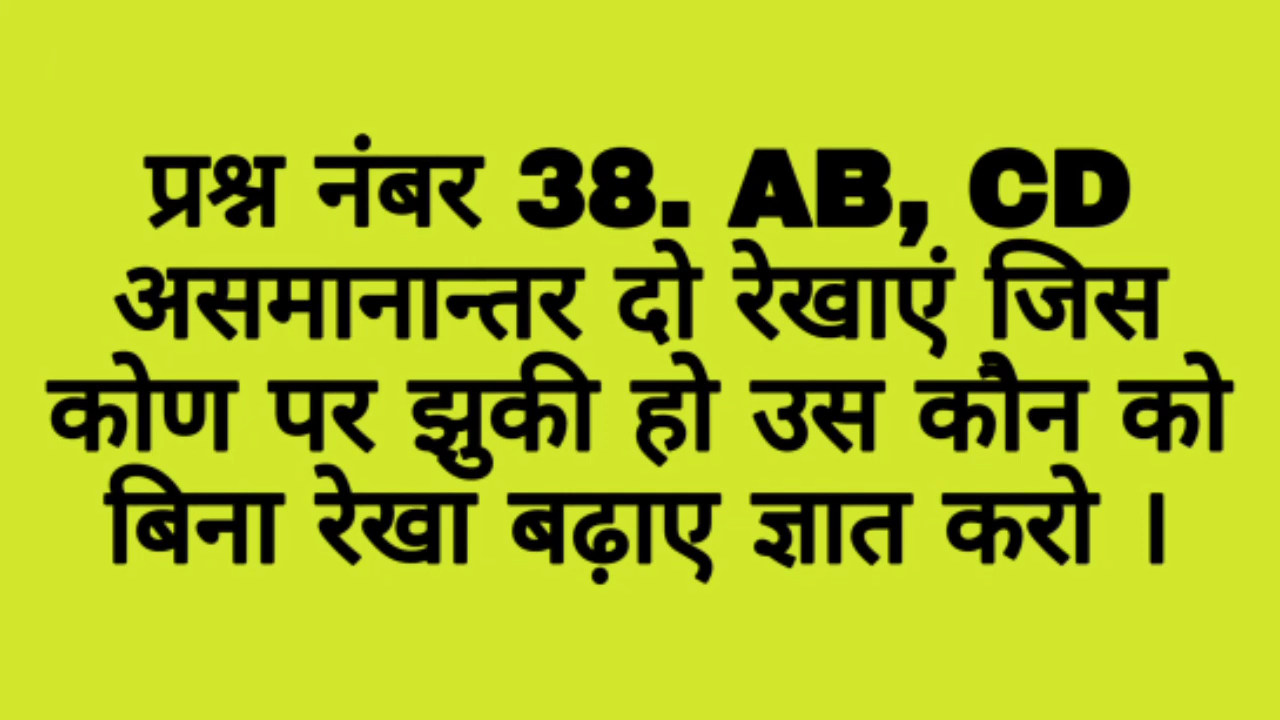 प्रश्न नंबर 38. AB, CD
असमानान्तर दो रेखाएं जिस
कोण पर झुकी हो उस कौन को
बिना रेखा बढ़ाए ज्ञात करो ।